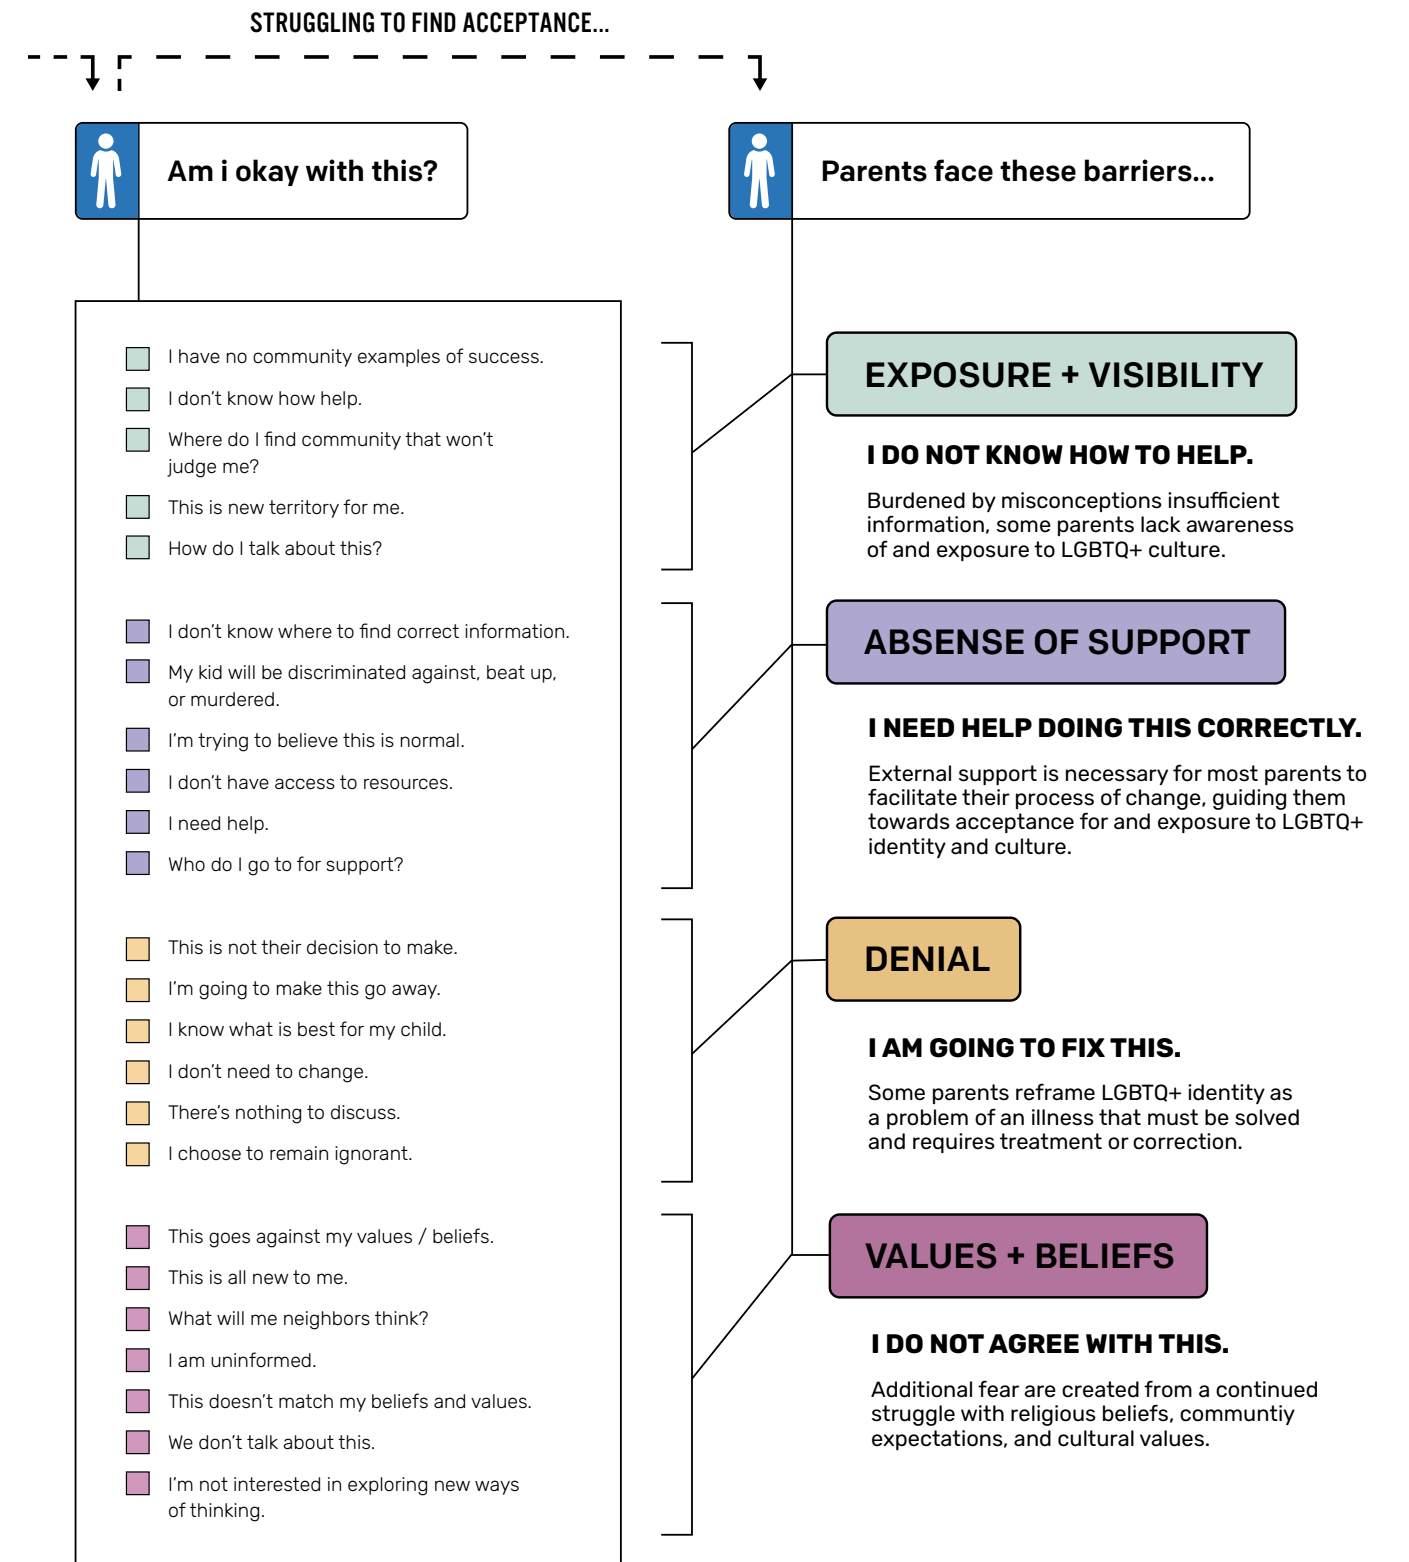 STRUGGLING TO FIND ACCEPTANCE...
Am i okay with this?
I have no community examples of success.
I don't know how help.
Where do I find community that won't
judge me?
This is new territory for me.
How do I talk about this?
I don't know where to find correct information.
My kid will be discriminated against, beat up,
or murdered.
I'm trying to believe this is normal.
I don't have access to resources.
I need help.
Who do I go to for support?
This is not their decision to make.
I'm going to make this go away.
I know what is best for my child.
I don't need to change.
There's nothing to discuss.
I choose to remain ignorant.
This goes against my values / beliefs.
This is all new to me.
What will me neighbors think?
I am uninformed.
This doesn't match my beliefs and values.
We don't talk about this.
I'm not interested in exploring new ways
of thinking.
Parents face these barriers...
EXPOSURE + VISIBILITY
I DO NOT KNOW HOW TO HELP.
Burdened by misconceptions insufficient
information, some parents lack awareness
of and exposure to LGBTQ+ culture.
ABSENSE OF SUPPORT
I NEED HELP DOING THIS CORRECTLY.
External support is necessary for most parents to
facilitate their process of change, guiding them
towards acceptance for and exposure to LGBTQ+
identity and culture.
DENIAL
I AM GOING TO FIX THIS.
Some parents reframe LGBTQ+ identity as
a problem of an illness that must be solved
and requires treatment or correction.
VALUES + BELIEFS
I DO NOT AGREE WITH THIS.
Additional fear are created from a continued
struggle with religious beliefs, communtiy
expectations, and cultural values.